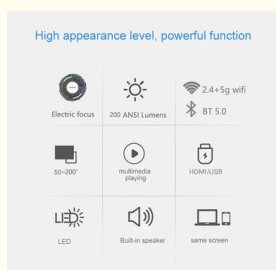 High appearance level, powerful function
2.4+5g wifi
BT 5.0
Electric focus
200 ANSI Lumens
50~200"
multimedia
playing
HDMI/USB
LED
LED
Built-in speaker
same screen